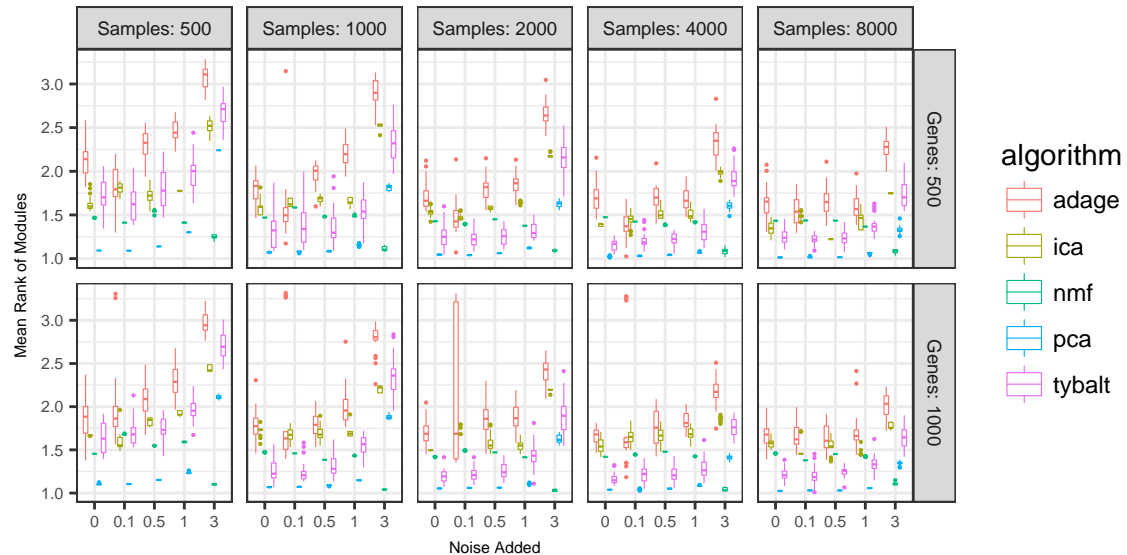 Samples: 500
Samples: 1000
Samples: 2000
Samples: 4000
Samples: 8000
Mean Rank of Modules
3.0
2.5
2.0
1.5
1.0
Genes: 500
3.0
2.5
2.0
1.5
1.0
Genes: 1000
0 0.1 0.5 1 3
0 0.1 0.5 1 3
0 0.1 0.5 1 3
0 0.1 0.5 1 3
0 0.1 0.5 1 3
Noise Added
algorithm
adage
ica
nmf
pca
tybalt